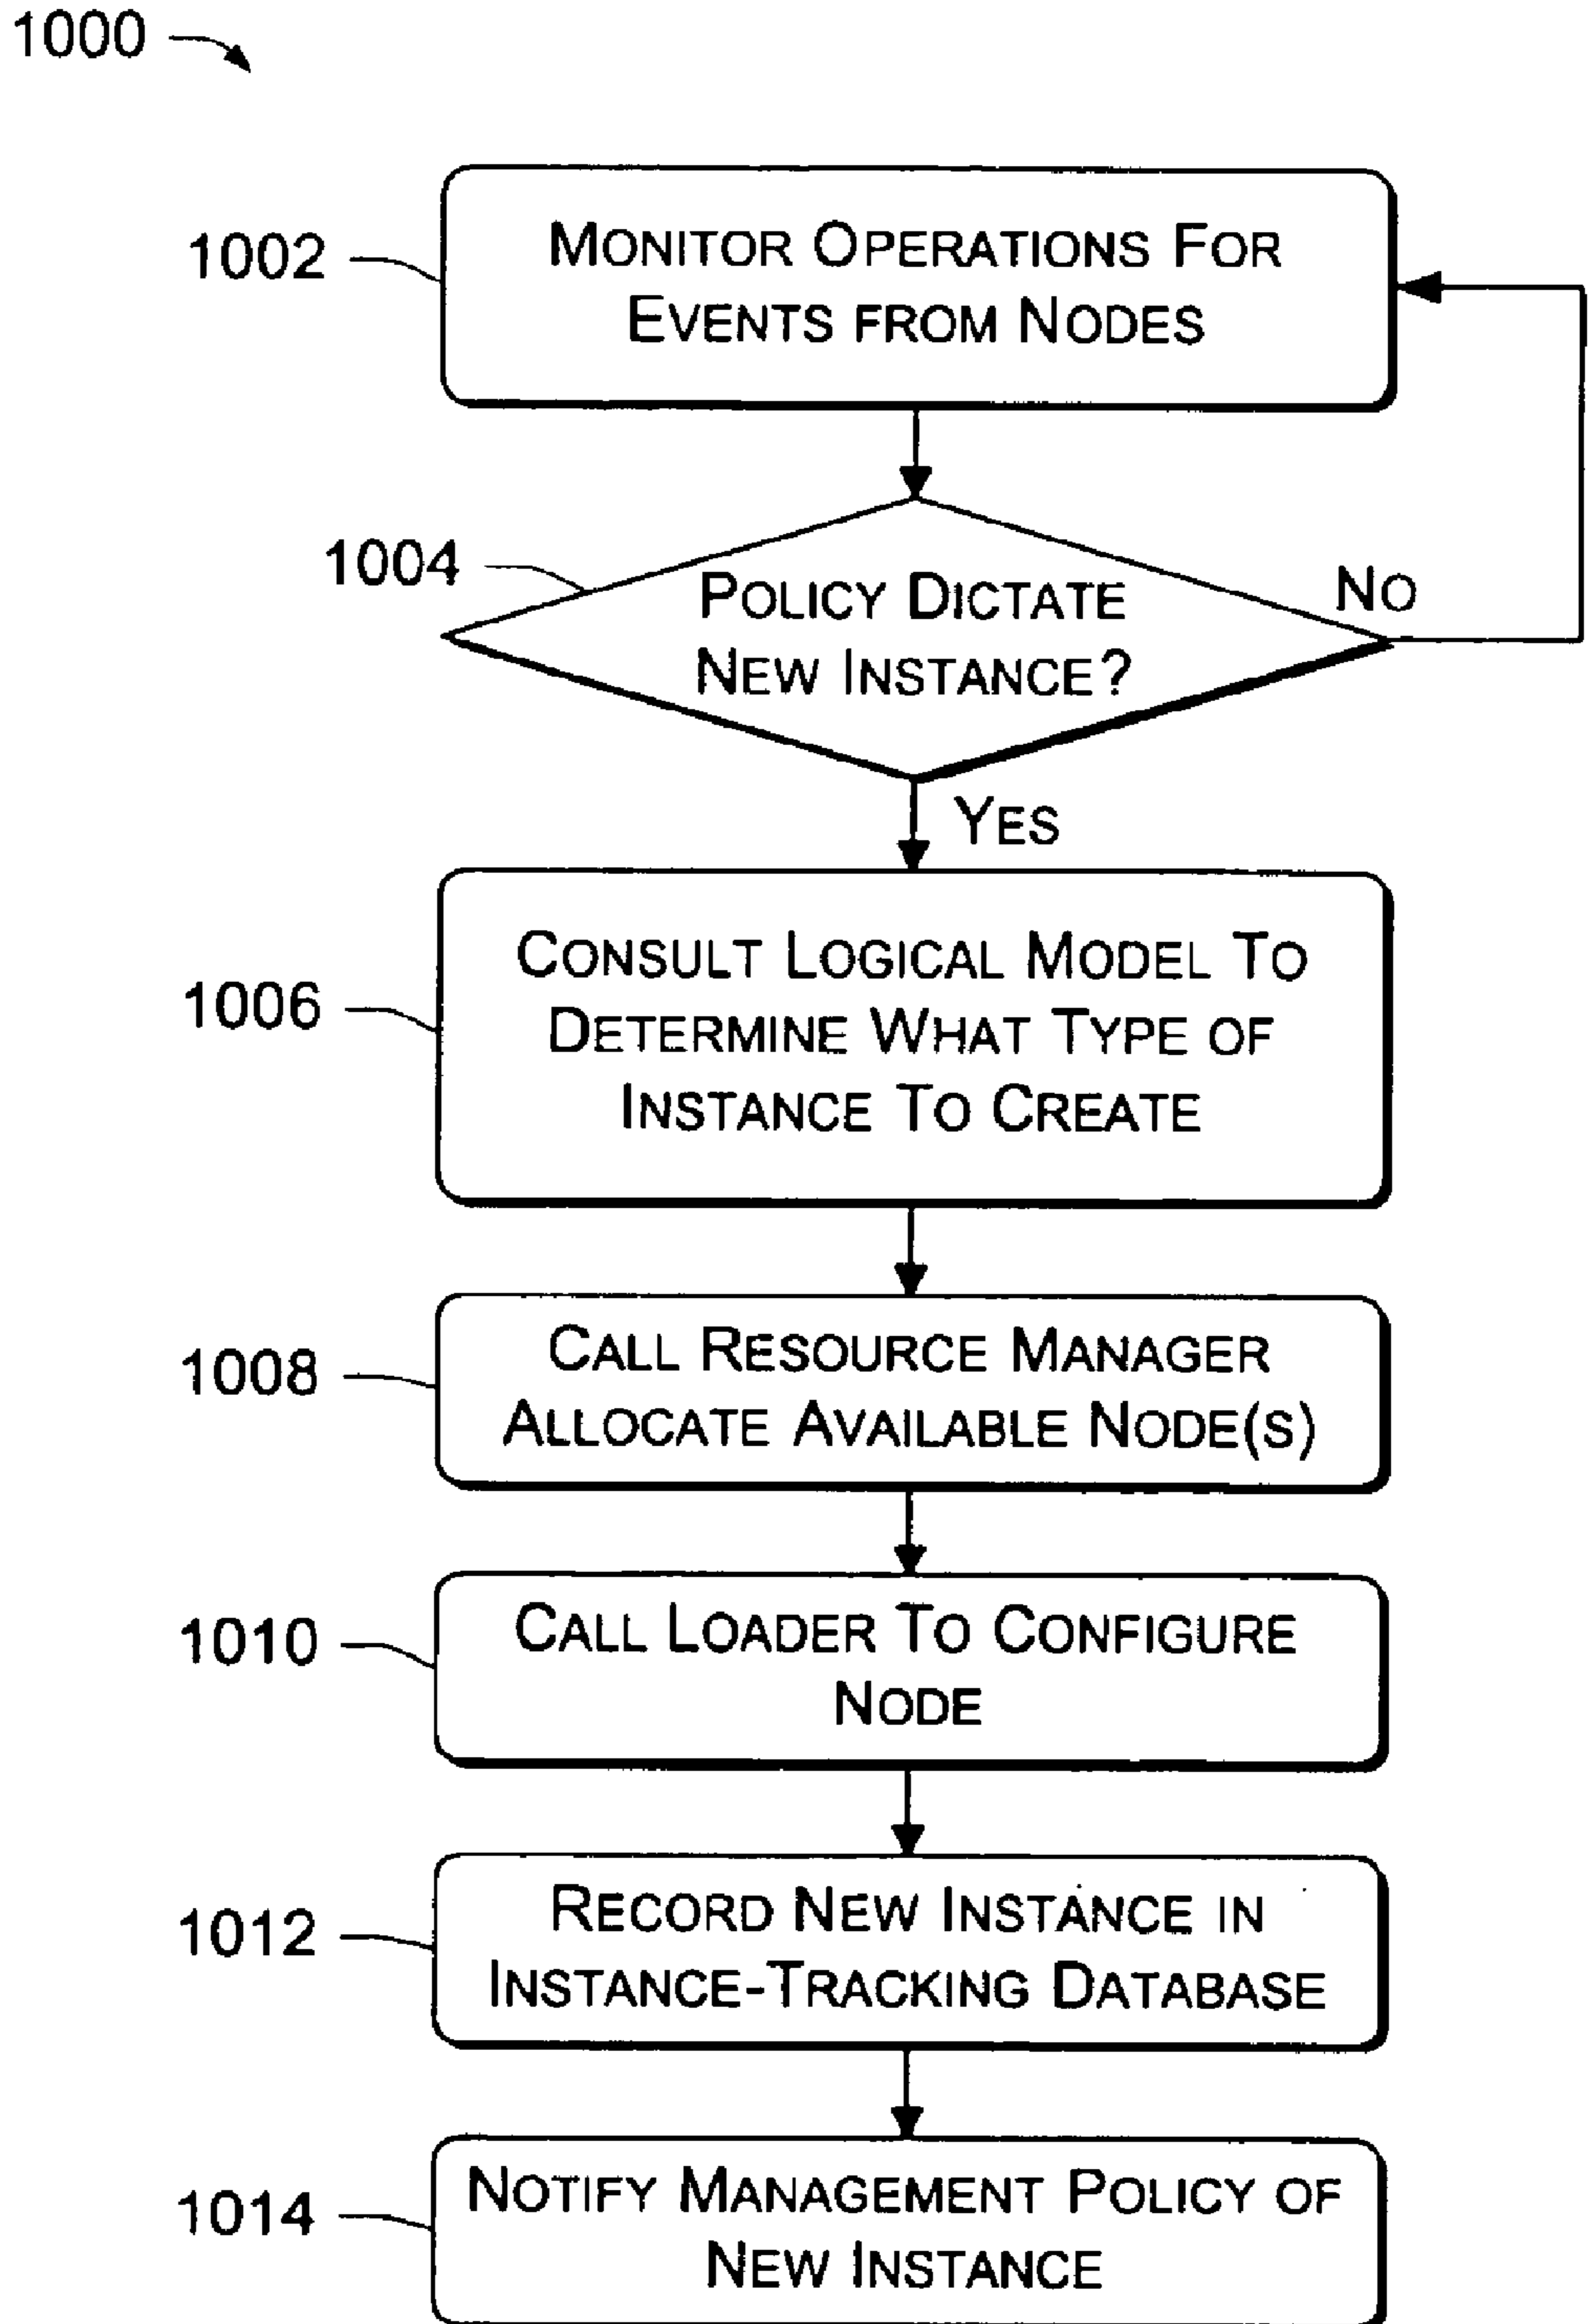 1000
1002
MONITOR OPERATIONS FOR
EVENTS FROM NODES
1004
POLICY DICTATE
NEW INSTANCE?
NO
YES
1006
CONSULT LOGICAL MODEL TO
DETERMINE WHAT TYPE OF
INSTANCE TO CREATE
1008
CALL RESOURCE MANAGER
ALLOCATE AVAILABLE NODE(S)
1010
CALL LOADER TO CONFIGURE
NODE
1012
RECORD NEW INSTANCE IN
INSTANCE-TRACKING DATABASE
1014
NOTIFY MANAGEMENT POLICY OF
NEW INSTANCE